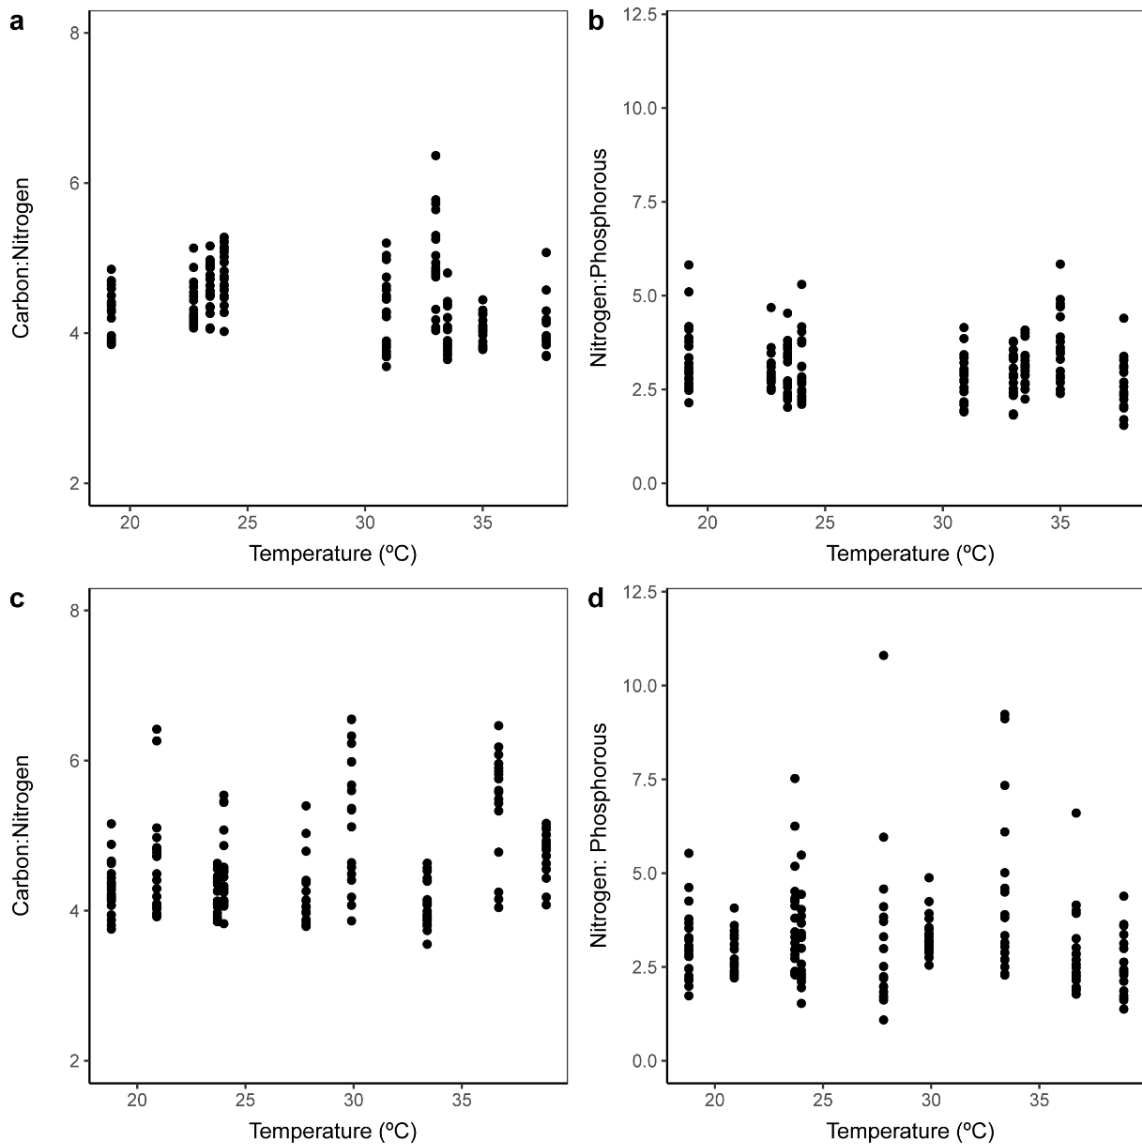 a
8
6
4
2
Carbon:Nitrogen
20 25 30 35
Temperature (ºC)
b
12.5
10.0
7.5
5.0
2.5
0.0
Nitrogen:Phosphorous
20 25 30 35
Temperature (ºC)
c
8
6
4
2
Carbon:Nitrogen
20 25 30 35
Temperature (ºC)
d
12.5
10.0
7.5
5.0
2.5
0.0
Nitrogen: Phosphorous
20 25 30 35
Temperature (ºC)